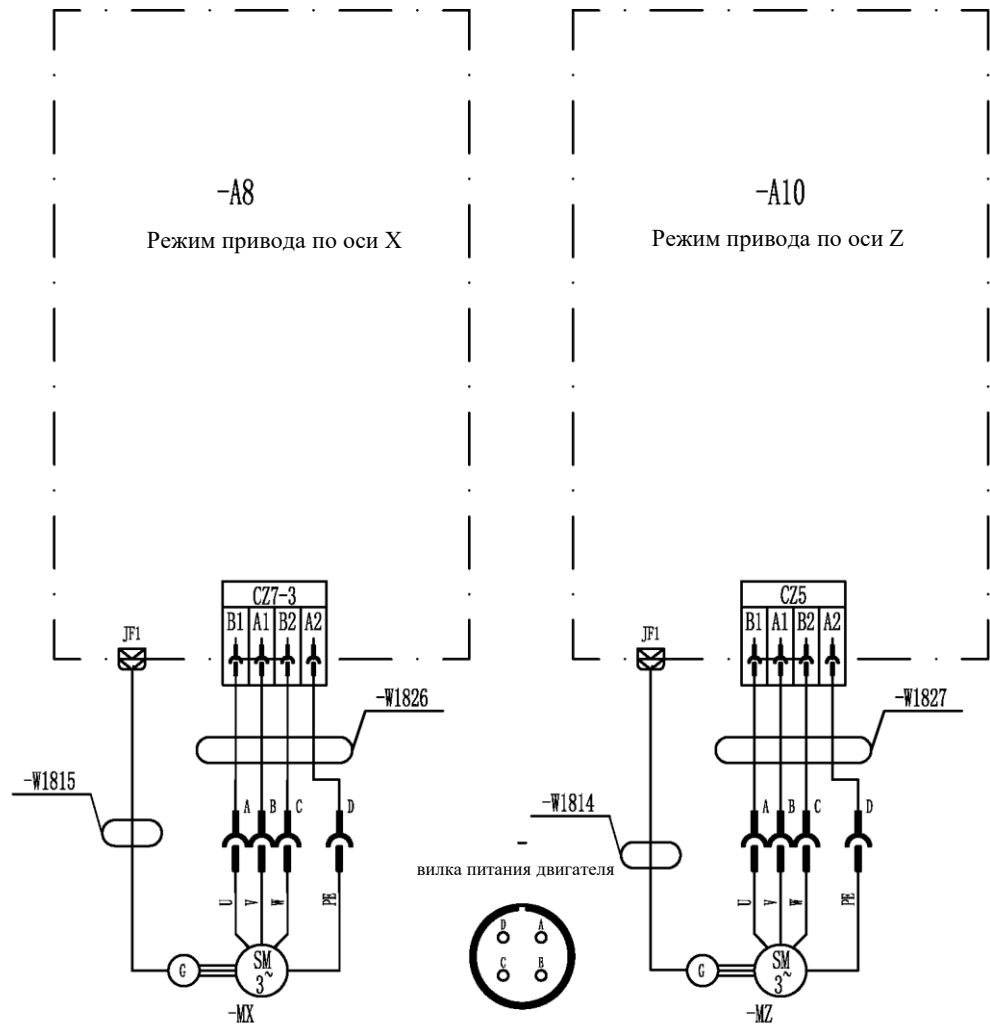 -A8
Режим привода по оси X
-A10
Режим привода по оси Z
CZ7-3
B1 A1 B2 A2
JF1
CZ5
B1 A1 B2 A2
JF1
-W1826
-W1827
-W1815
A B C D
-W1814
A B C D
-
вилка питания двигателя
U V W PE
U V W PE
D A
C B
G
SM
3~
-MX
G
SM
3~
-MZ